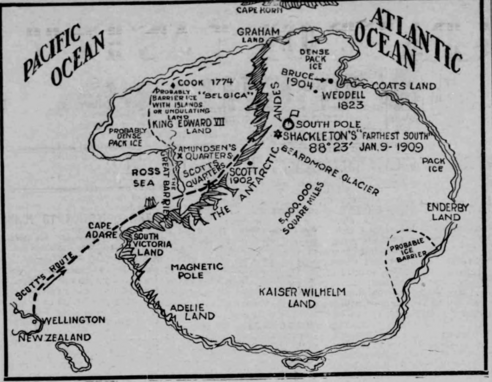 CAPE HORN
PACIFIC
OCEAN
ATLANTIC
OCEAN
GRAHAM
LAND
DENSE
PACK
ICE
COOK 1774
BRUCE
1904
COATS LAND
WEDDELL
1823
PROBABLY
BARRIER ICE "BELGICA"
WITH ISLANDS
OR UNDULATING
LAND
KING EDWARD VII
LAND
PROBABLY
DENSE
PACK ICE
ANDES
SOUTH POLE
SHACKLETON'S "FARTHEST SOUTH"
88° 23' JAN. 9-1909
AMUNDSEN'S
QUARTERS
THE
GREAT BARRIER
SCOTT'S
QUARTERS
SCOTT
1902
BEARDMORE GLACIER
PACK
ICE
ROSS
SEA
THE ANTARCTIC
5,000,000
SQUARE MILES
ENDERBY
LAND
CAPE
ADARE
SOUTH
VICTORIA
LAND
PROBABLE
ICE
BARRIER
SCOTT'S ROUTE
MAGNETIC
POLE
KAISER WILHELM
LAND
ADELIE
LAND
WELLINGTON
NEW ZEALAND